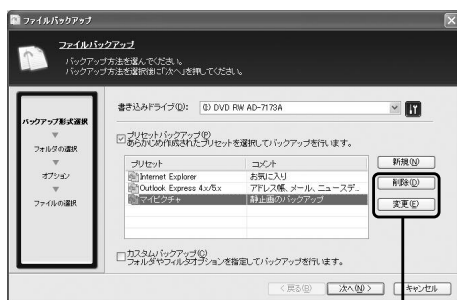 ファイルバックアップ
ファイルバックアップ
バックアップ方法を選んでください。
バックアップ方法を選択後に「次へ」を押してください。
バックアップ形式選択
フォルダの選択
オプション
ファイルの選択
書き込みドライブ(D):
(D) DVD RW AD-7173A
プリセットバックアップ(P)
あらかじめ作成されたプリセットを選択してバックアップを行います。
プリセット コメント
Internet Explorer お気に入り
Outlook Express 4.x/5.x アドレス帳、メール、ニュースデ...
マイピクチャ 静止画のバックアップ
新規(N)
削除(D)
変更(E)
カスタムバックアップ(C)
フォルダやフィルタオプションを指定してバックアップを行います。
< 戻る(B) 次へ(N) > キャンセル